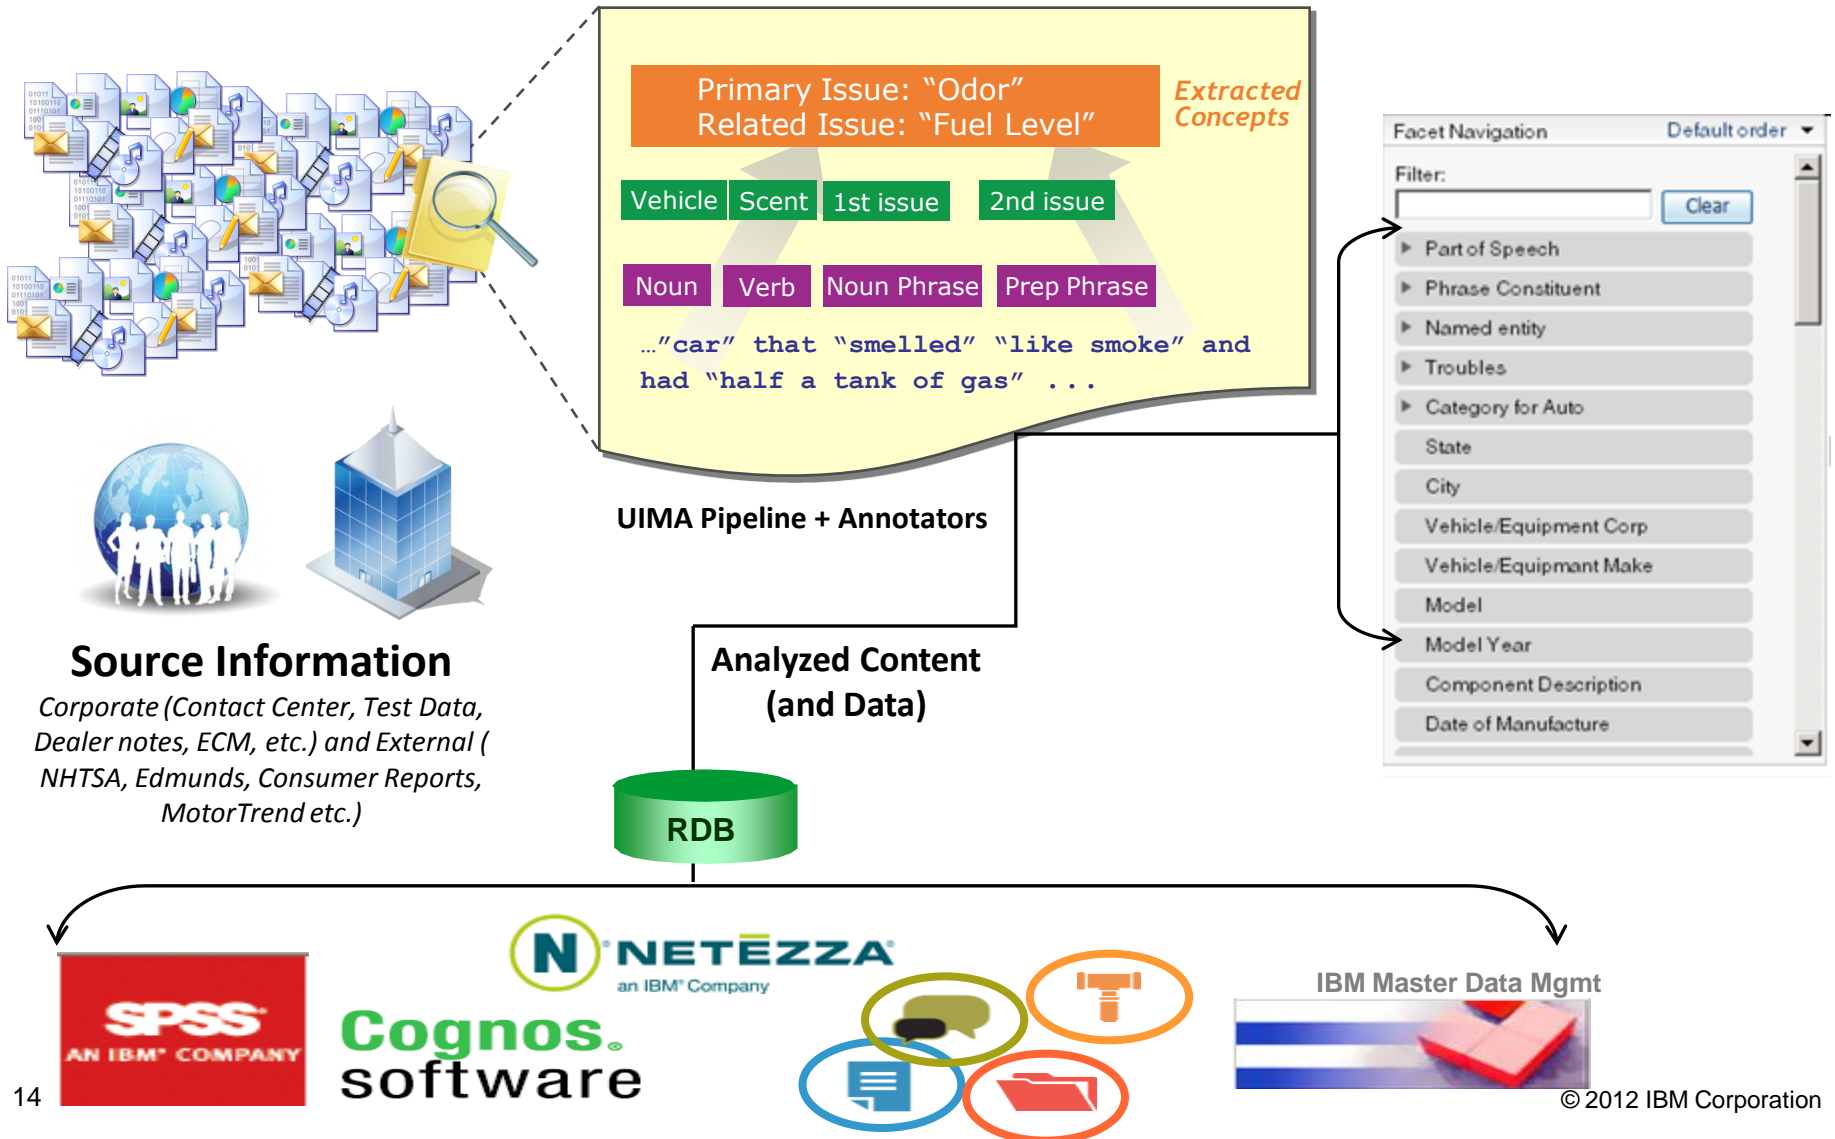 Primary Issue: “Odor”
Related Issue: “Fuel Level”
Extracted
Concepts
Vehicle
Scent
1st issue
2nd issue
Noun
Verb
Noun Phrase
Prep Phrase
…”car” that “smelled” “like smoke” and
had “half a tank of gas” ...
UIMA Pipeline + Annotators
Facet Navigation
Default order
Filter:
Clear
Part of Speech
Phrase Constituent
Named entity
Troubles
Category for Auto
State
City
Vehicle/Equipment Corp
Vehicle/Equipmant Make
Model
Model Year
Component Description
Date of Manufacture
Source Information
Corporate (Contact Center, Test Data,
Dealer notes, ECM, etc.) and External (
NHTSA, Edmunds, Consumer Reports,
MotorTrend etc.)
Analyzed Content
(and Data)
RDB
SPSS
AN IBM® COMPANY
Cognos®
software
N® NETĒZZA®
an IBM® Company
IBM Master Data Mgmt
14
© 2012 IBM Corporation